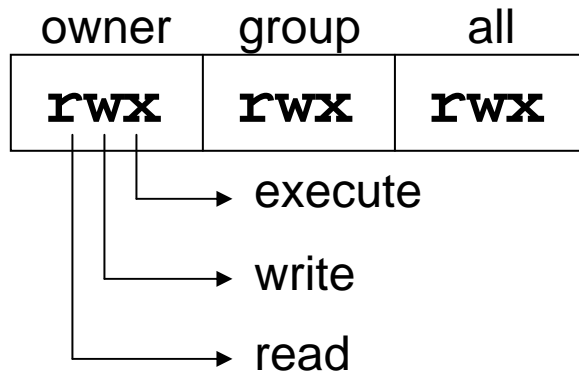 owner group all
rwx rwx rwx
execute
write
read